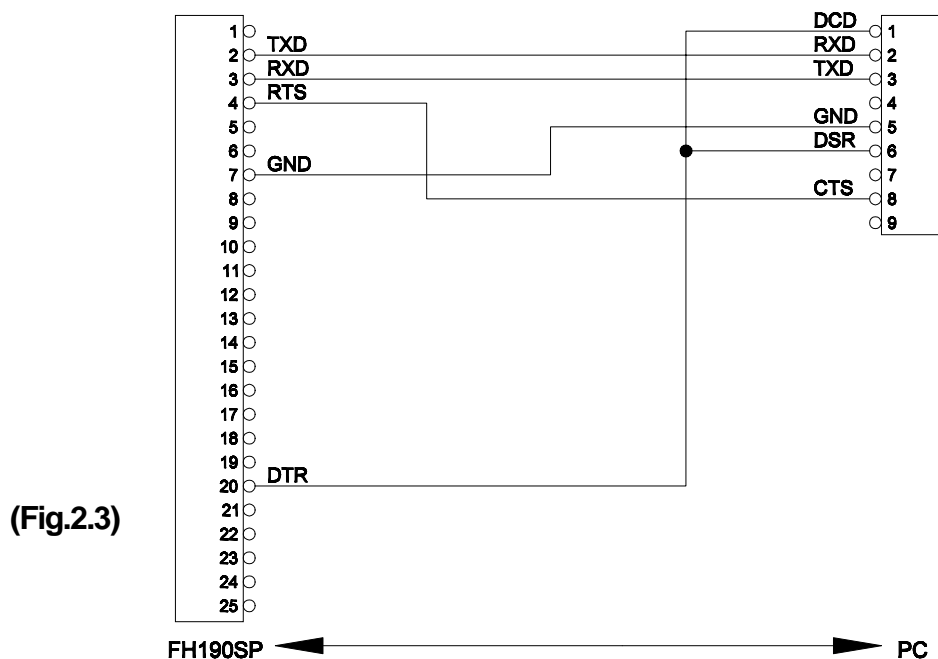 1 DCD 1
2 TXD RXD 2
3 RXD TXD 3
4 RTS 4
5 GND 5
6 DSR 6
7 GND 7
8 CTS 8
9 9
10
11
12
13
14
15
16
17
18
19
20 DTR
21
22
23
24
25
(Fig.2.3)
FH190SP PC